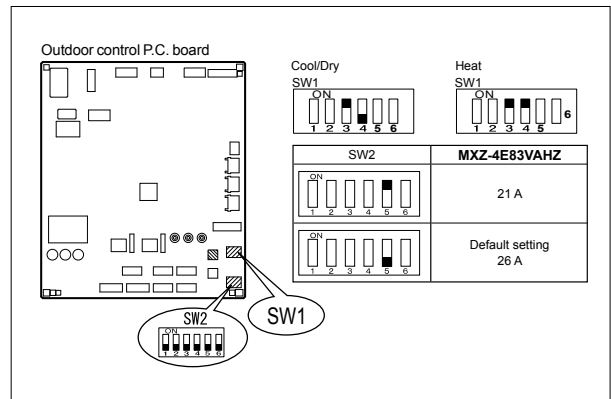 Outdoor control P.C. board
Cool/Dry
SW1
ON
1 2 3 4 5 6
Heat
SW1
ON
1 2 3 4 5 6
SW2 MXZ-4E83VAHZ
ON
1 2 3 4 5 6
21 A
ON
1 2 3 4 5 6
Default setting
26 A
SW1
SW2
ON
1 2 3 4 5 6